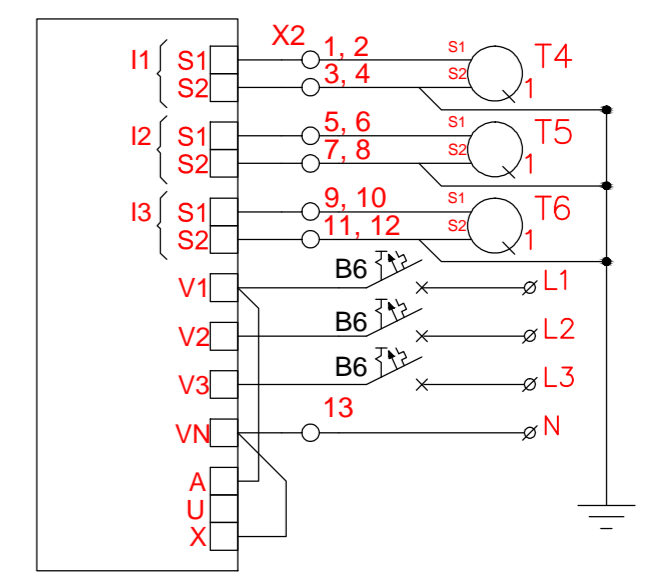 X2
I1 S1 1, 2 S1 T4
S2 3, 4 S2 1
I2 S1 5, 6 S1 T5
S2 7, 8 S2 1
I3 S1 9, 10 S1 T6
S2 11, 12 S2 1
V1 B6 L1
V2 B6 L2
V3 B6 L3
VN 13 N
A
U
X